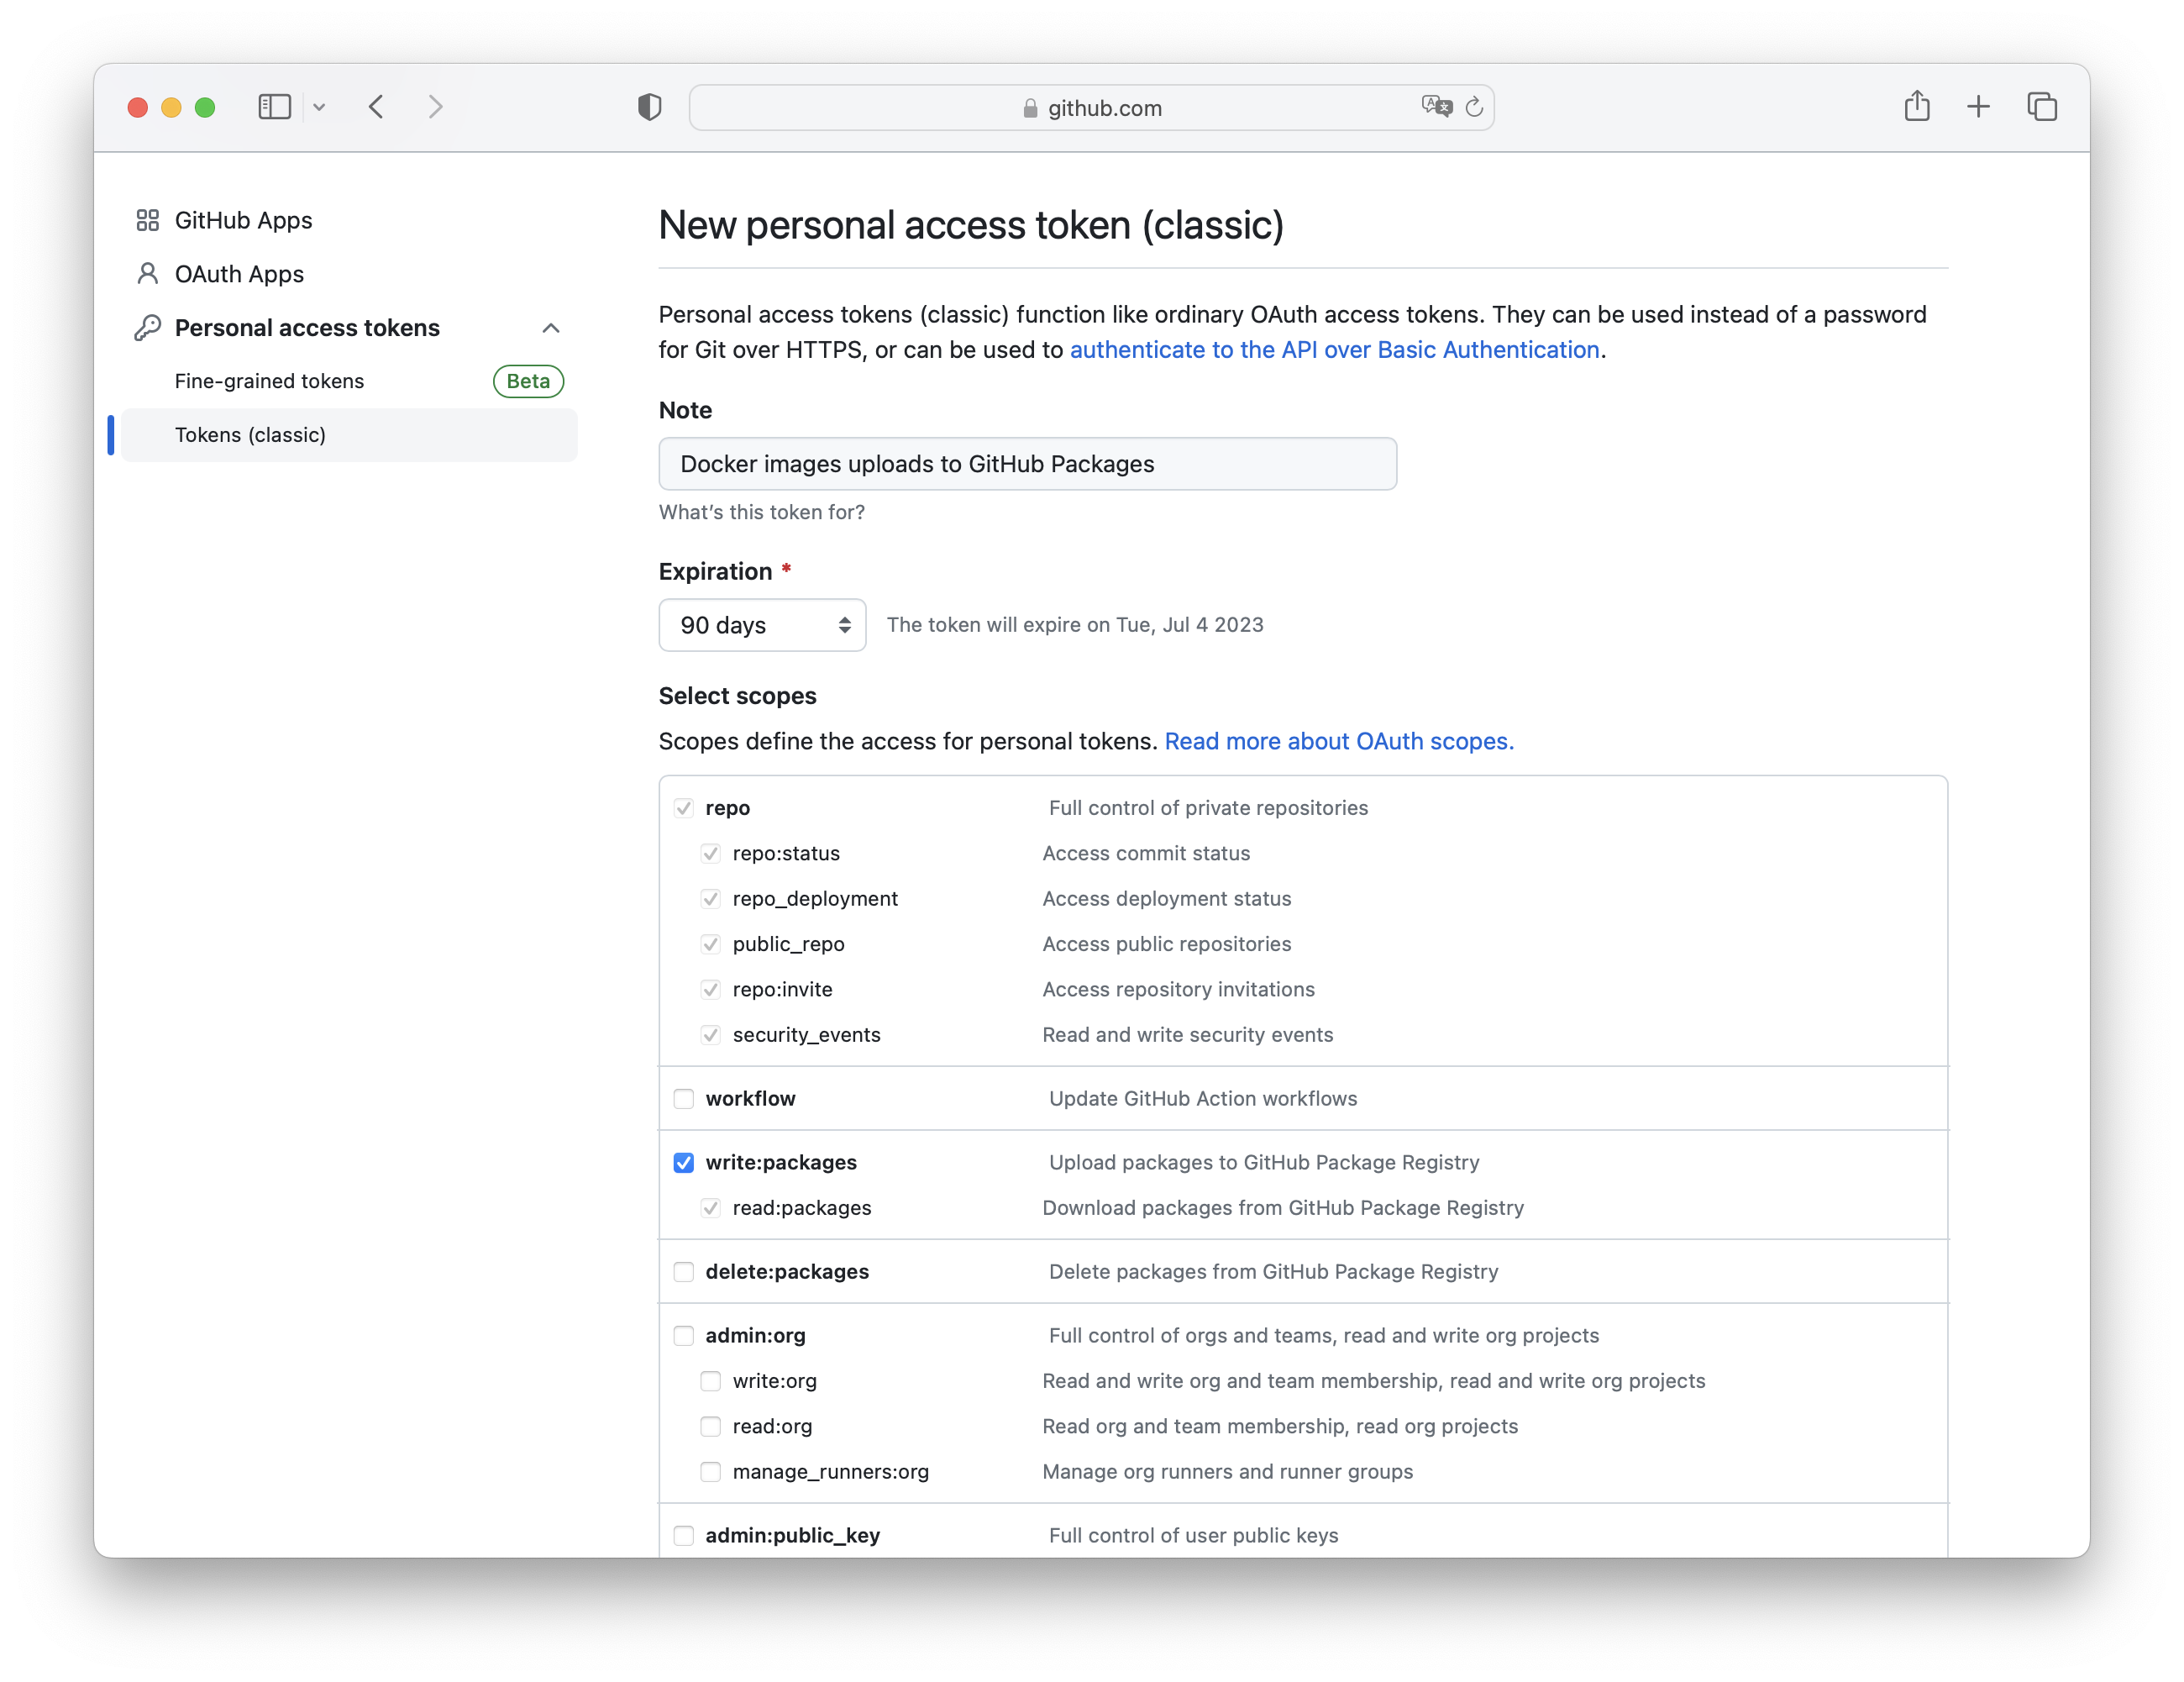 github.com
GitHub Apps
OAuth Apps
Personal access tokens
Fine-grained tokens Beta
Tokens (classic)
New personal access token (classic)
Personal access tokens (classic) function like ordinary OAuth access tokens. They can be used instead of a password
for Git over HTTPS, or can be used to authenticate to the API over Basic Authentication.
Note
Docker images uploads to GitHub Packages
What's this token for?
Expiration *
90 days The token will expire on Tue, Jul 4 2023
Select scopes
Scopes define the access for personal tokens. Read more about OAuth scopes.
repo Full control of private repositories
repo:status Access commit status
repo_deployment Access deployment status
public_repo Access public repositories
repo:invite Access repository invitations
security_events Read and write security events
workflow Update GitHub Action workflows
write:packages Upload packages to GitHub Package Registry
read:packages Download packages from GitHub Package Registry
delete:packages Delete packages from GitHub Package Registry
admin:org Full control of orgs and teams, read and write org projects
write:org Read and write org and team membership, read and write org projects
read:org Read org and team membership, read org projects
manage_runners:org Manage org runners and runner groups
admin:public_key Full control of user public keys